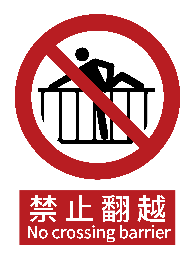 禁止翻越
No crossing barrier